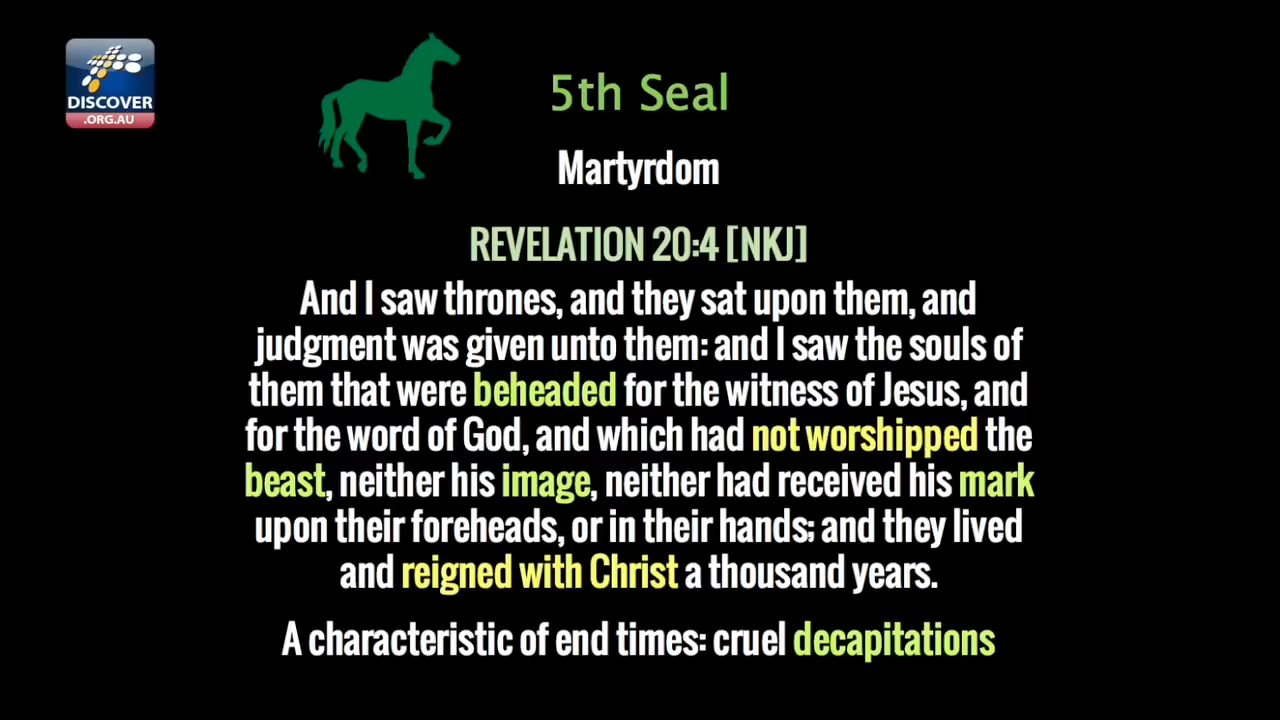 DISCOVER
.ORG.AU
5th Seal
Martyrdom
REVELATION 20:4 [NKJ]
And I saw thrones, and they sat upon them, and
judgment was given unto them: and I saw the souls of
them that were beheaded for the witness of Jesus, and
for the word of God, and which had not worshipped the
beast, neither his image, neither had received his mark
upon their foreheads, or in their hands; and they lived
and reigned with Christ a thousand years.
A characteristic of end times: cruel decapitations